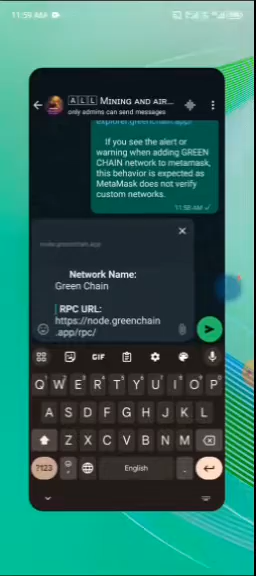 11:59 AM
🄰🄻🄻 MINING AND AIR...
only admins can send messages
explorer.greenchain.app/
If you see the alert or
warning when adding GREEN
CHAIN network to metamask,
this behavior is expected as
MetaMask does not verify
custom networks.
11:58 AM
node.greenchain.app
Network Name:
Green Chain
RPC URL:
https://node.greenchain
.app/rpc/
GIF
Q W E R T Y U I O P
A S D F G H J K L
Z X C V B N M
?123 , English .